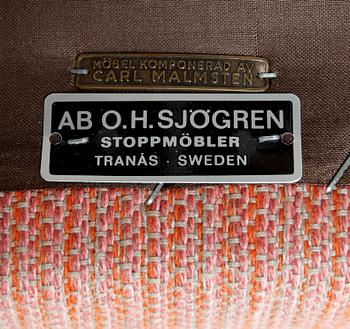 MÖBEL KOMPONERAD AV
CARL MALMSTEN
AB O.H. SJÖGREN
STOPPMÖBLER
TRANÅS · SWEDEN